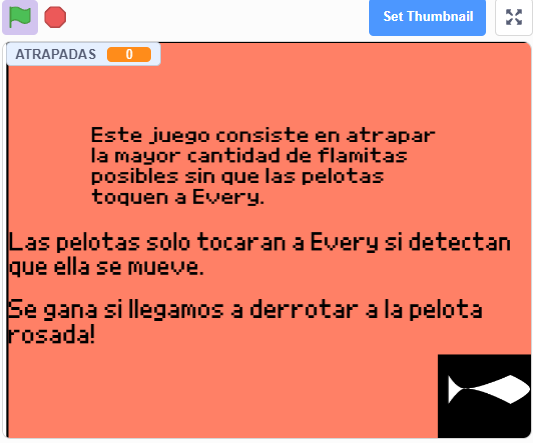 Set Thumbnail
ATRAPADAS 0
Este juego consiste en atrapar
la mayor cantidad de flamitas
posibles sin que las pelotas
toquen a Every.
Las pelotas solo tocaran a Every si detectan
que ella se mueve.
Se gana si llegamos a derrotar a la pelota
rosada!